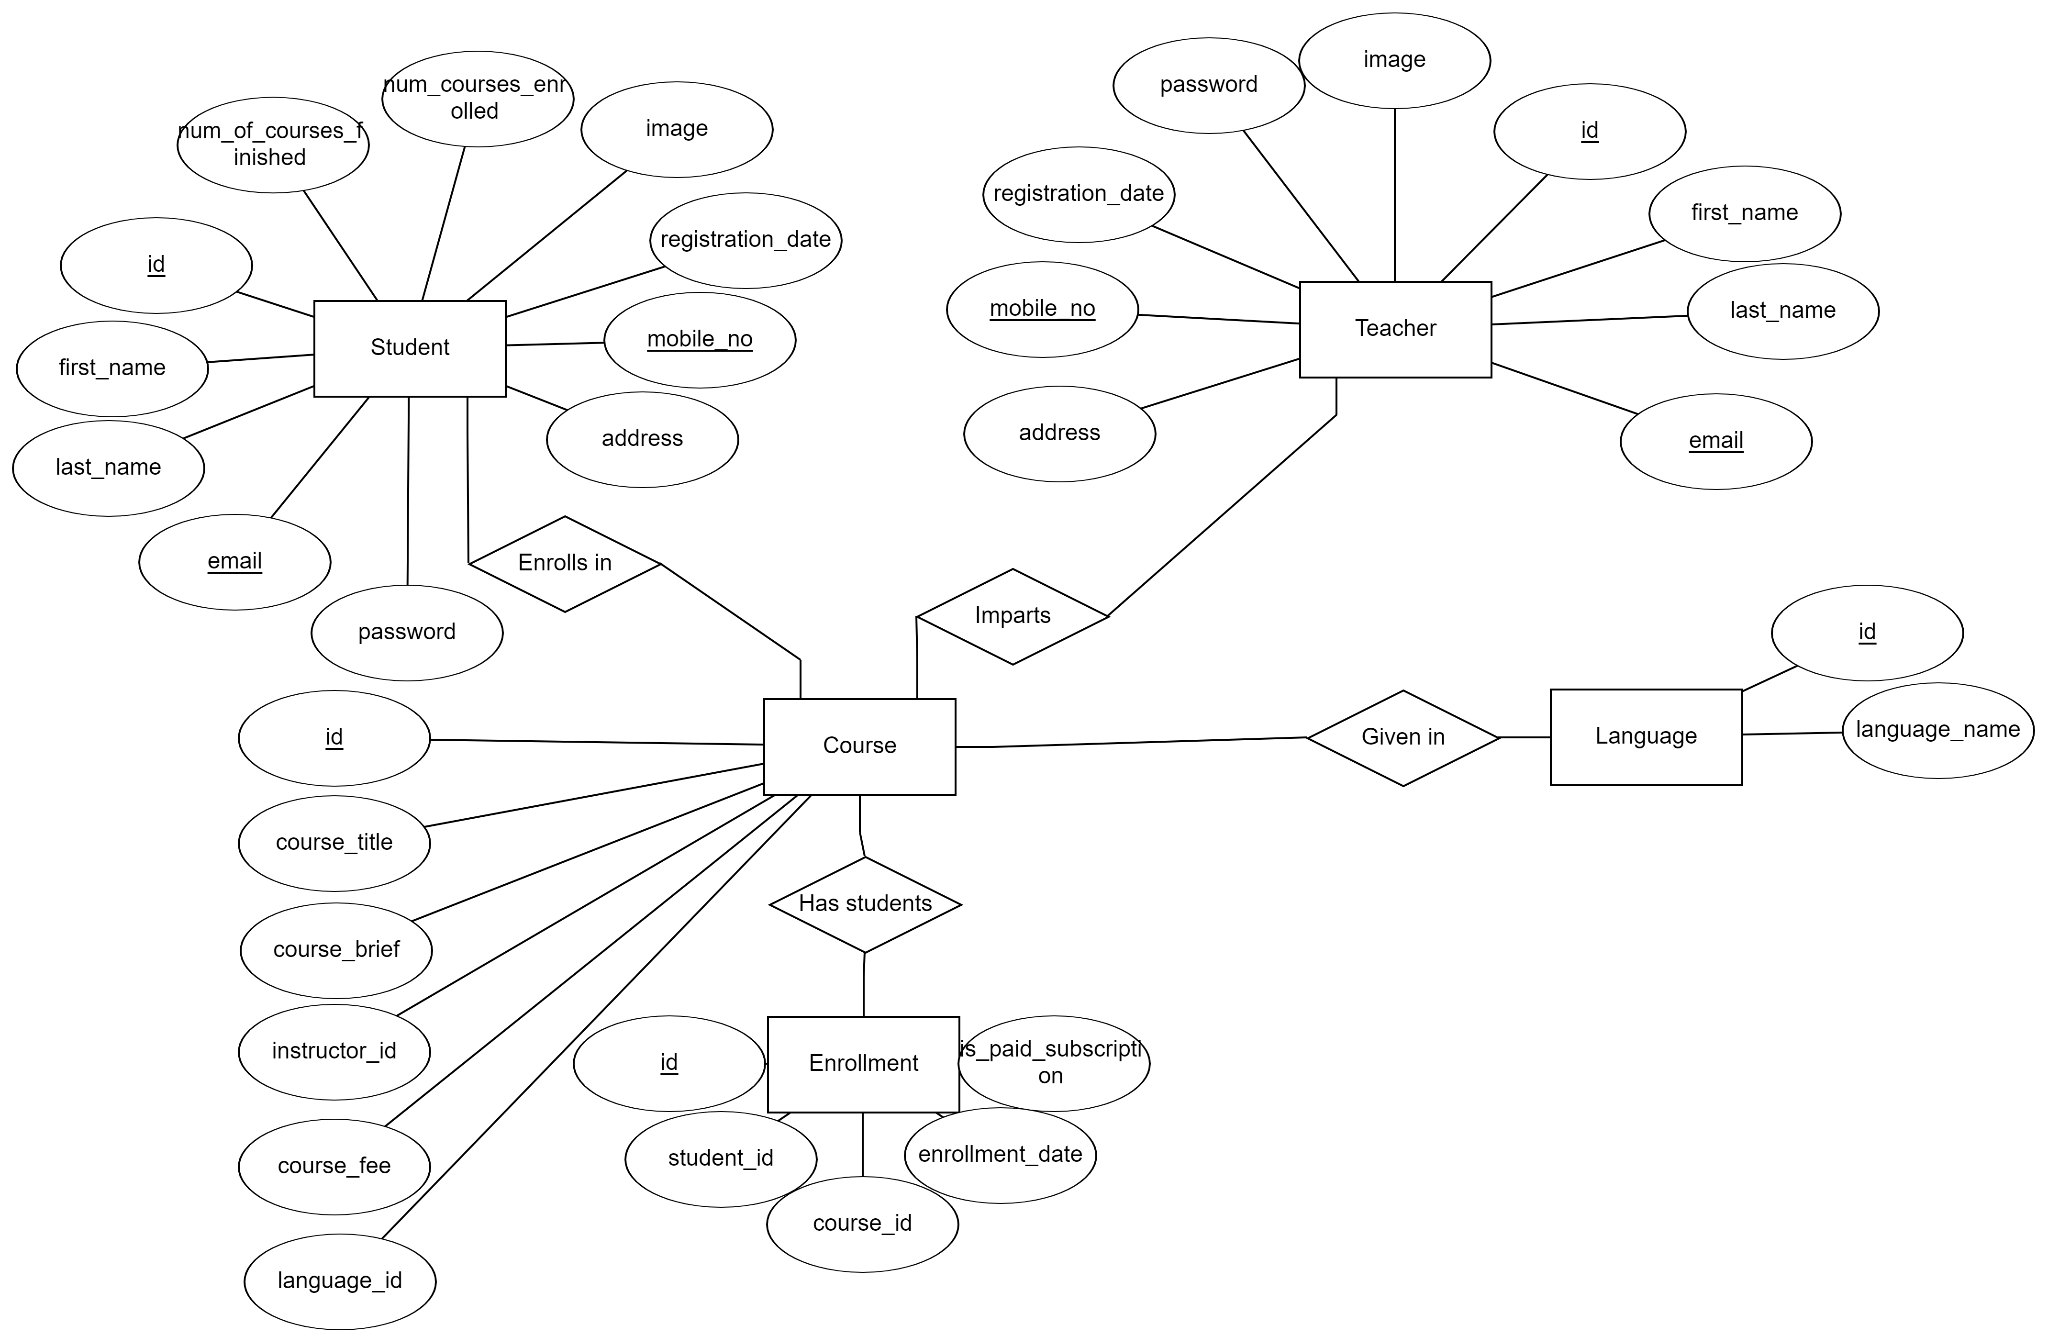 num_courses_enr
olled
num_of_courses_f
inished
image
registration_date
id
mobile_no
first_name
Student
address
last_name
email
password
Enrolls in
image
password
id
registration_date
first_name
mobile_no
last_name
Teacher
address
email
Imparts
id
language_name
Language
Given in
Course
id
course_title
course_brief
instructor_id
course_fee
language_id
Has students
Enrollment
id
is_paid_subscripti
on
student_id
enrollment_date
course_id